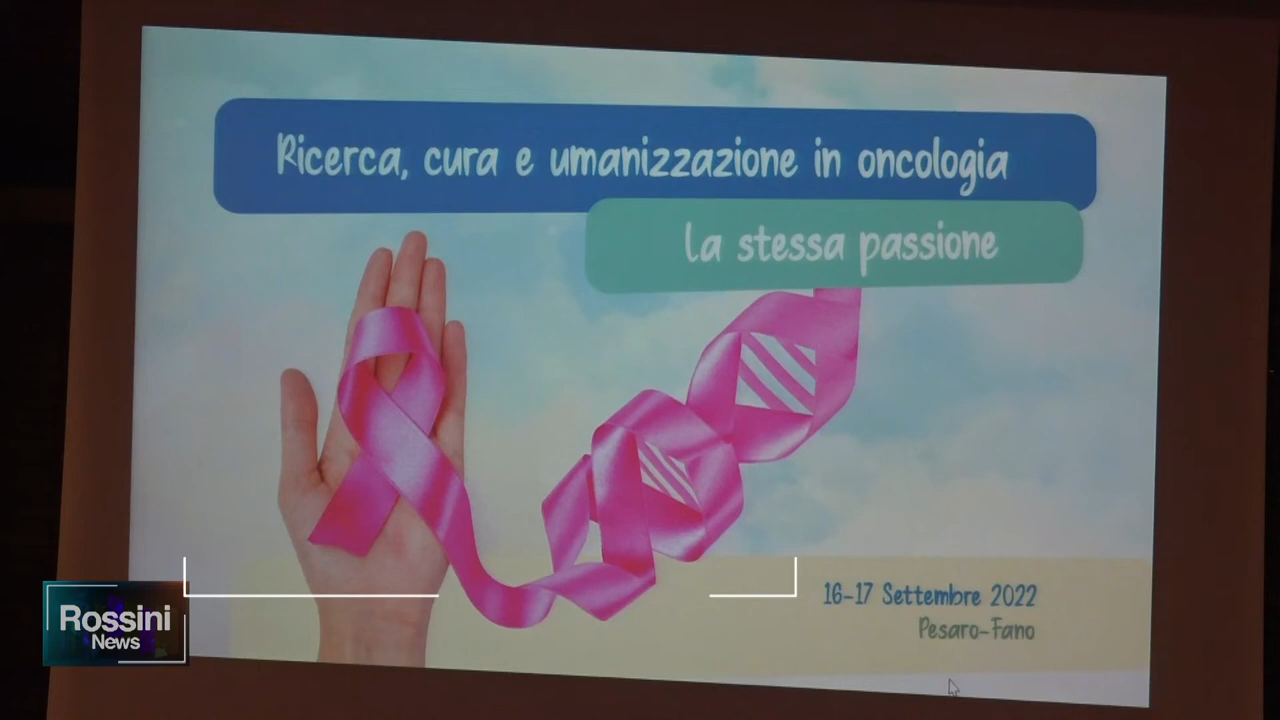 Ricerca, cura e umanizzazione in oncologia
la stessa passione
16-17 Settembre 2022
Pesaro-Fano
Rossini
News